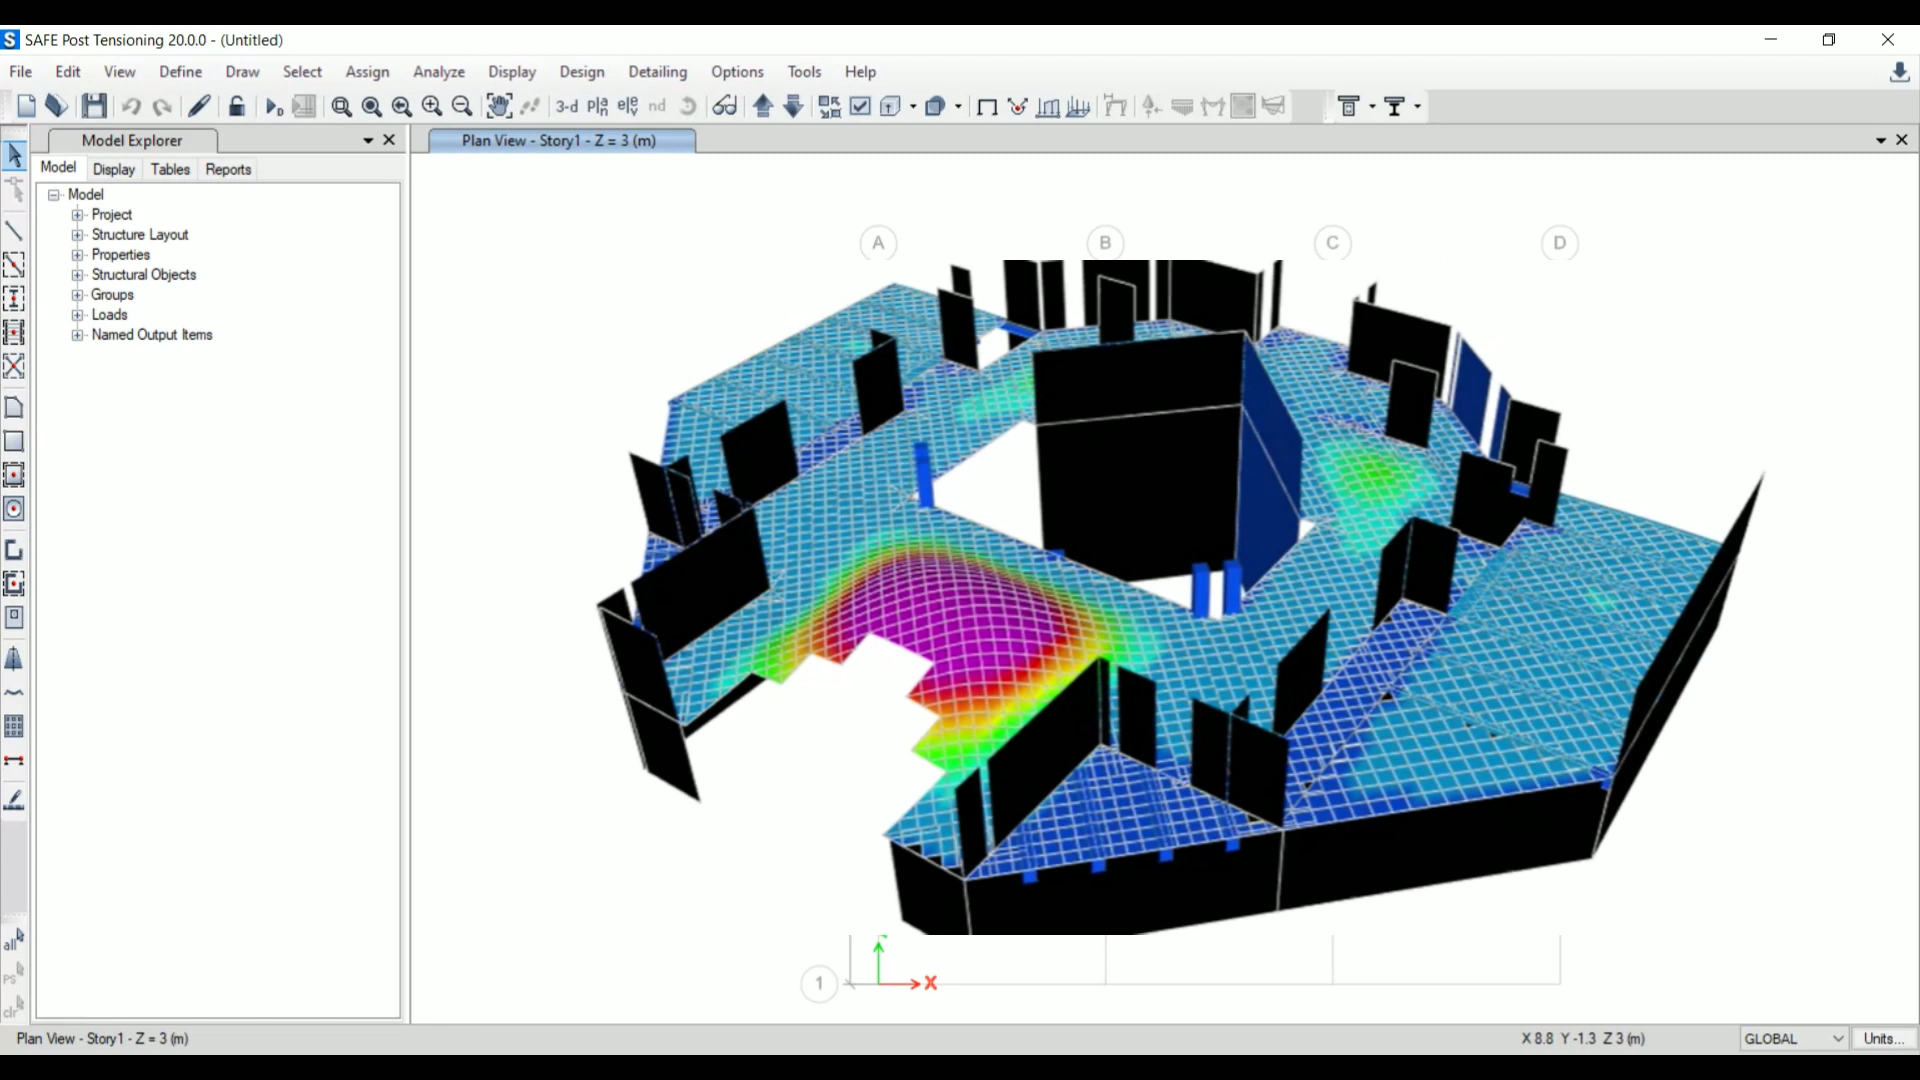 S SAFE Post Tensioning 20.0.0 - (Untitled)
File Edit View Define Draw Select Assign Analyze Display Design Detailing Options Tools Help
3-d pln elev nd
Model Explorer
Plan View - Story1 - Z = 3 (m)
Model Display Tables Reports
Model
Project
Structure Layout
Properties
Structural Objects
Groups
Loads
Named Output Items
A B C D
1 X
all
PS
clr
Plan View - Story1 - Z = 3 (m)
X 8.8 Y -1.3 Z 3 (m)
GLOBAL
Units...